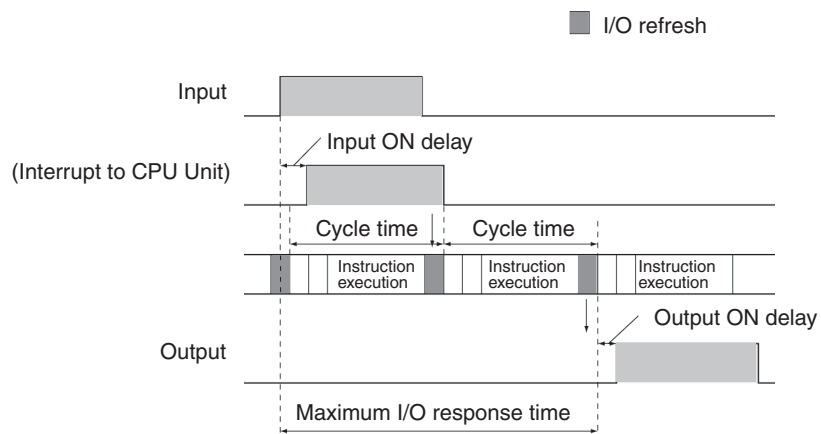 I/O refresh
Input
Input ON delay
(Interrupt to CPU Unit)
Cycle time
Cycle time
Instruction
execution
Instruction
execution
Instruction
execution
Output ON delay
Output
Maximum I/O response time